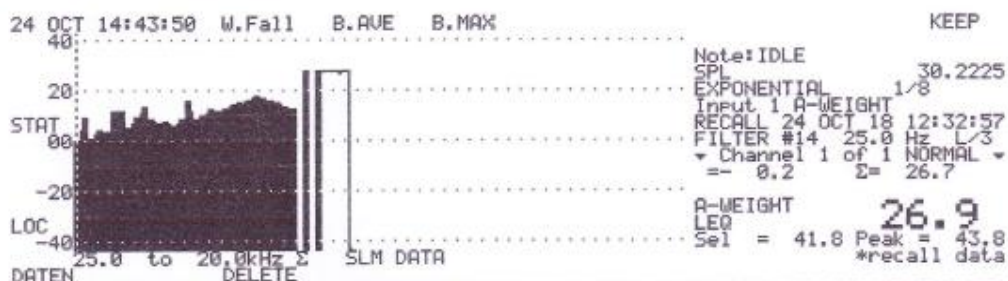 24 OCT 14:43:50 W.Fall B.AVE B.MAX KEEP
40
20
STAT
00
-20
LOC
-40
25.0 to 20.0kHz Σ SLM DATA
DATEN DELETE
Note:IDLE
SPL 30.2225
EXPONENTIAL 1/8
Input 1 A-WEIGHT
RECALL 24 OCT 18 12:32:57
FILTER #14 25.0 Hz L/3
Channel 1 of 1 NORMAL
=- 0.2 Σ= 26.7
A-WEIGHT
LEQ 26.9
Sel = 41.8 Peak = 43.8
*recall data